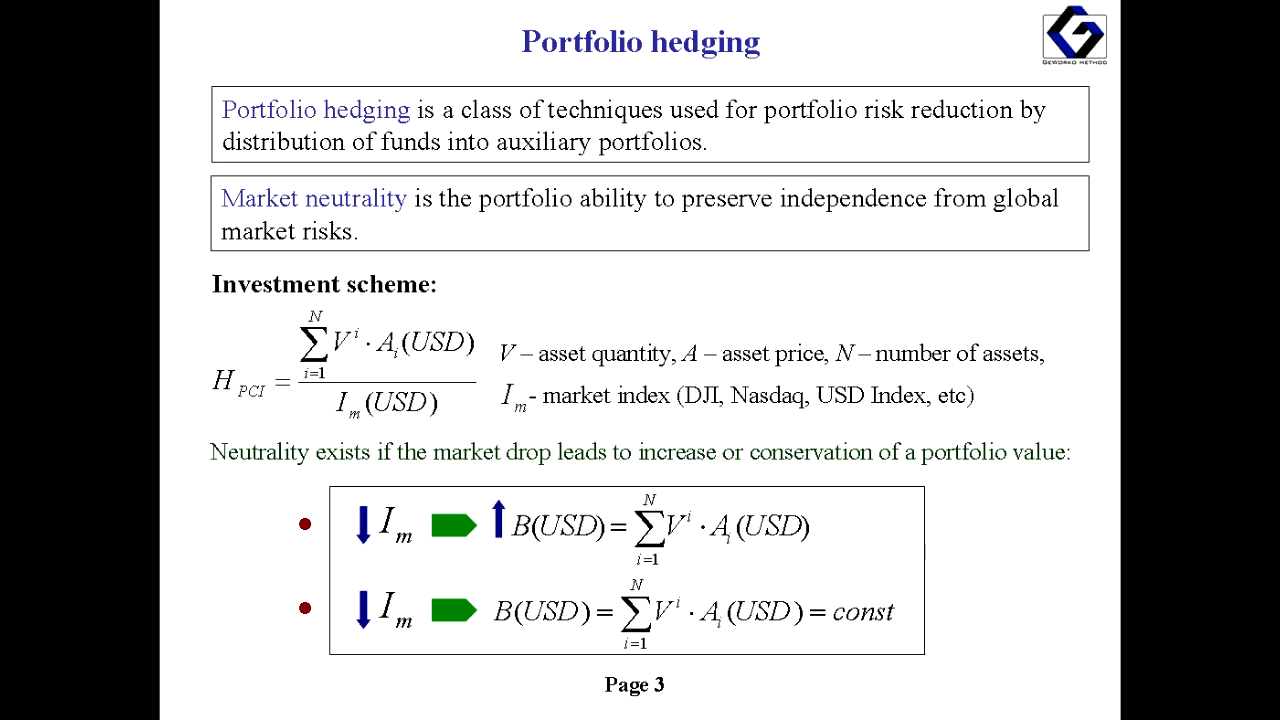 Portfolio hedging
GEWORKO METHOD
Portfolio hedging is a class of techniques used for portfolio risk reduction by
distribution of funds into auxiliary portfolios.
Market neutrality is the portfolio ability to preserve independence from global
market risks.
Investment scheme:
H_PCI = ∑_{i=1}^{N} V^i · A_i (USD) / I_m (USD)
V – asset quantity, A – asset price, N – number of assets,
I_m - market index (DJI, Nasdaq, USD Index, etc)
Neutrality exists if the market drop leads to increase or conservation of a portfolio value:
• ↓ I_m ➡ ↑ B(USD) = ∑_{i=1}^{N} V^i · A_i (USD)
• ↓ I_m ➡ B(USD) = ∑_{i=1}^{N} V^i · A_i (USD) = const
Page 3